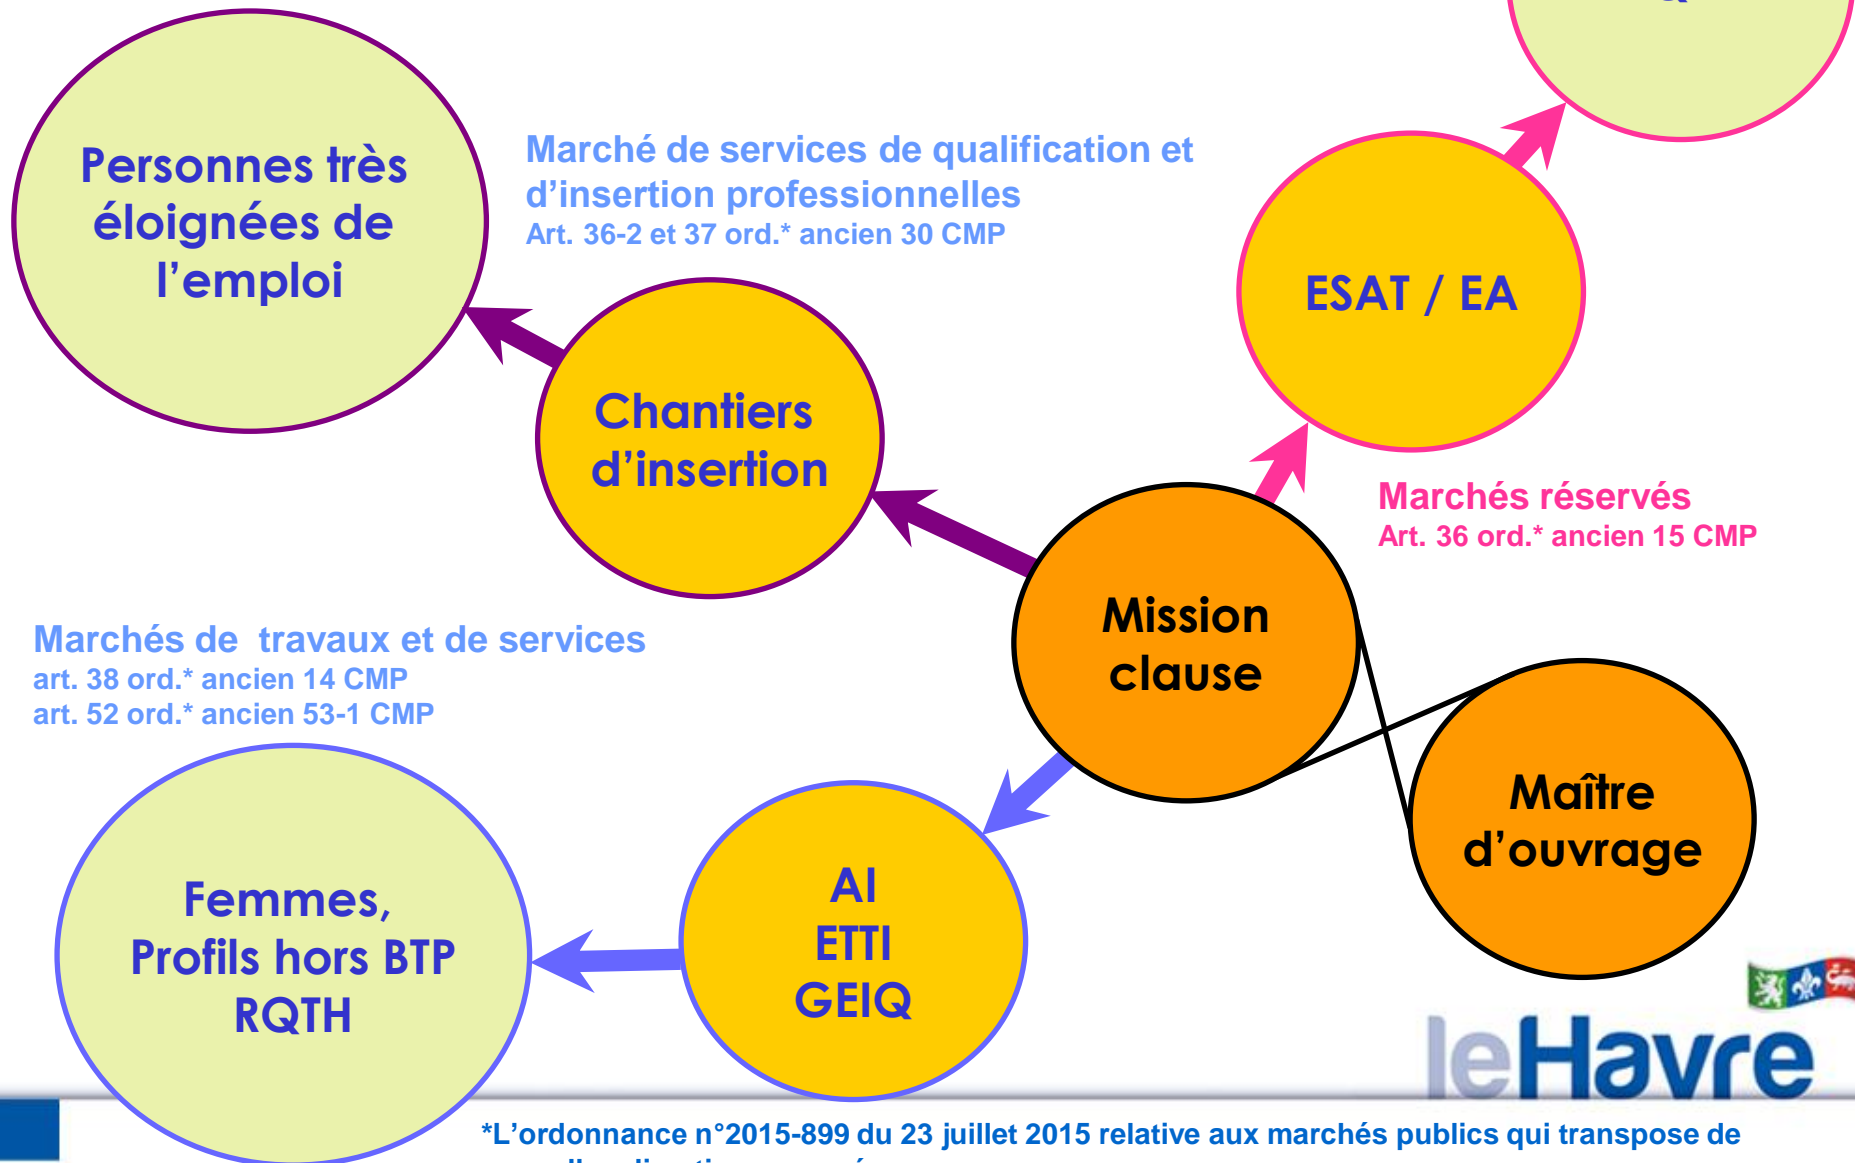 Personnes très
éloignées de
l'emploi
Marché de services de qualification et
d'insertion professionnelles
Art. 36-2 et 37 ord.* ancien 30 CMP
ESAT / EA
Chantiers
d'insertion
Marchés réservés
Art. 36 ord.* ancien 15 CMP
Mission
clause
Marchés de travaux et de services
art. 38 ord.* ancien 14 CMP
art. 52 ord.* ancien 53-1 CMP
Maître
d'ouvrage
Femmes,
Profils hors BTP
RQTH
AI
ETTI
GEIQ
leHavre
*L'ordonnance n°2015-899 du 23 juillet 2015 relative aux marchés publics qui transpose de